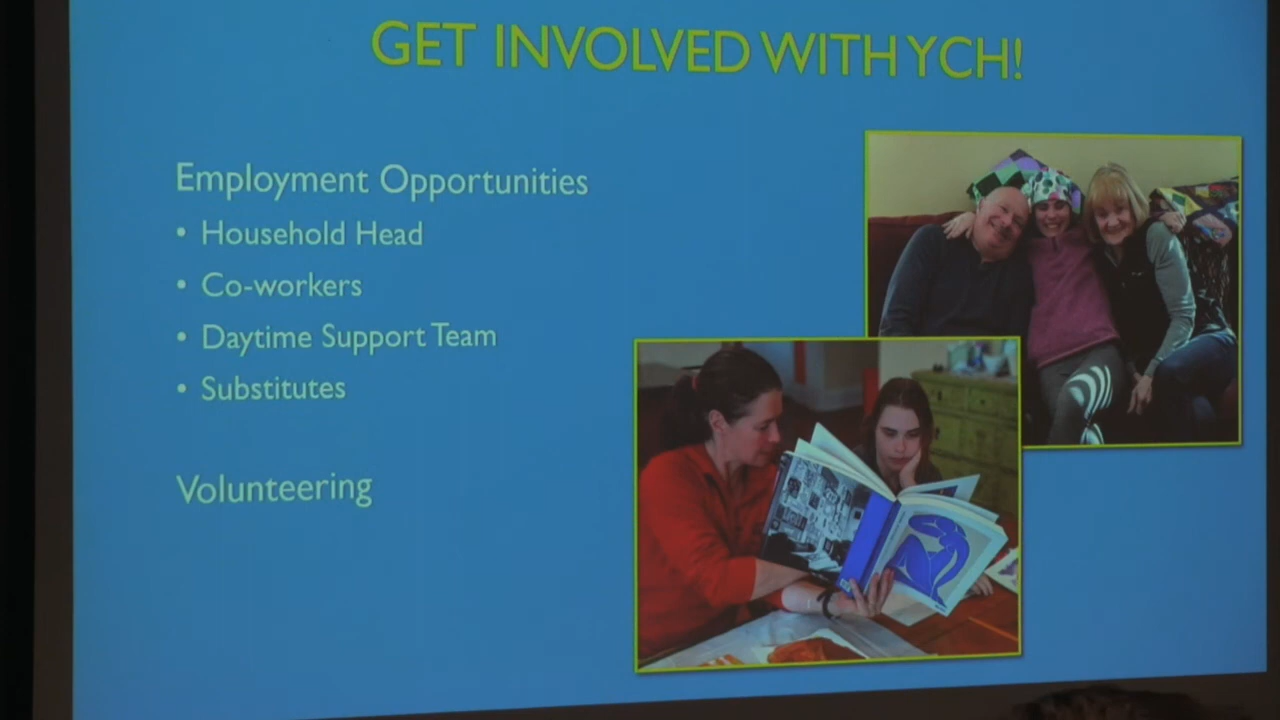 GET INVOLVED WITH YCH!
Employment Opportunities
• Household Head
• Co-workers
• Daytime Support Team
• Substitutes
Volunteering